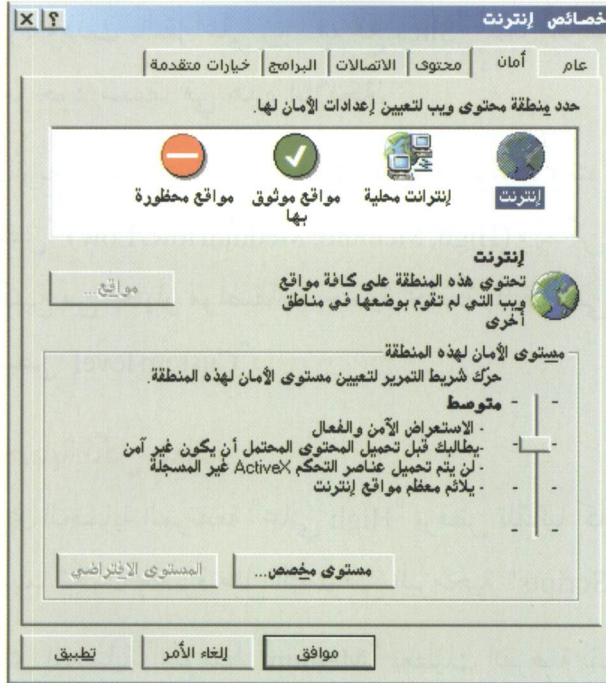 خصائص إنترنت
عام أمان محتوى الاتصالات البرامج خيارات متقدمة
حدد منطقة محتوى ويب لتعيين إعدادات الأمان لها.
إنترنت إنترانت محلية مواقع موثوق بها مواقع محظورة
إنترنت
تحتوي هذه المنطقة على كافة مواقع
ويب التي لم تقوم بوضعها في مناطق
أخرى
مواقع...
مستوى الأمان لهذه المنطقة
حرّك شريط التمرير لتعيين مستوى الأمان لهذه المنطقة.
متوسط
- الاستعراض الآمن والفعال
-يطالبك قبل تحميل المحتوى المحتمل أن يكون غير آمن
- لن يتم تحميل عناصر التحكم ActiveX غير المسجلة
- يلائم معظم مواقع إنترنت
مستوى مخصص... المستوى الافتراضي
موافق إلغاء الأمر تطبيق